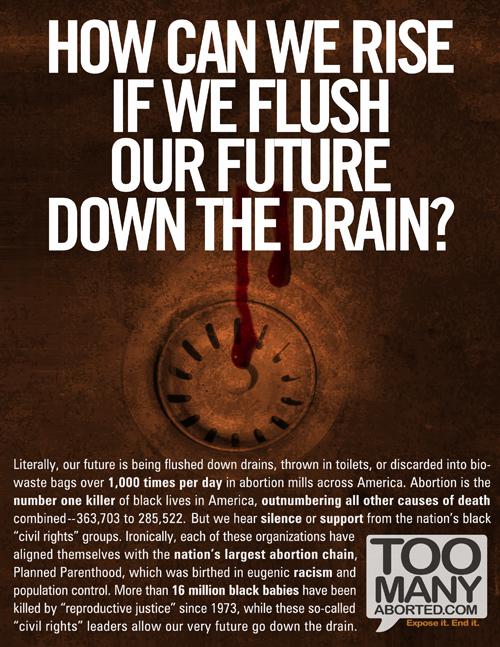 HOW CAN WE RISE
IF WE FLUSH
OUR FUTURE
DOWN THE DRAIN?
Literally, our future is being flushed down drains, thrown in toilets, or discarded into bio-
waste bags over 1,000 times per day in abortion mills across America. Abortion is the
number one killer of black lives in America, outnumbering all other causes of death
combined--363,703 to 285,522. But we hear silence or support from the nation's black
"civil rights" groups. Ironically, each of these organizations have
aligned themselves with the nation's largest abortion chain,
Planned Parenthood, which was birthed in eugenic racism and
population control. More than 16 million black babies have been
killed by "reproductive justice" since 1973, while these so-called
"civil rights" leaders allow our very future go down the drain.
TOO
MANY
ABORTED.COM
Expose it. End it.